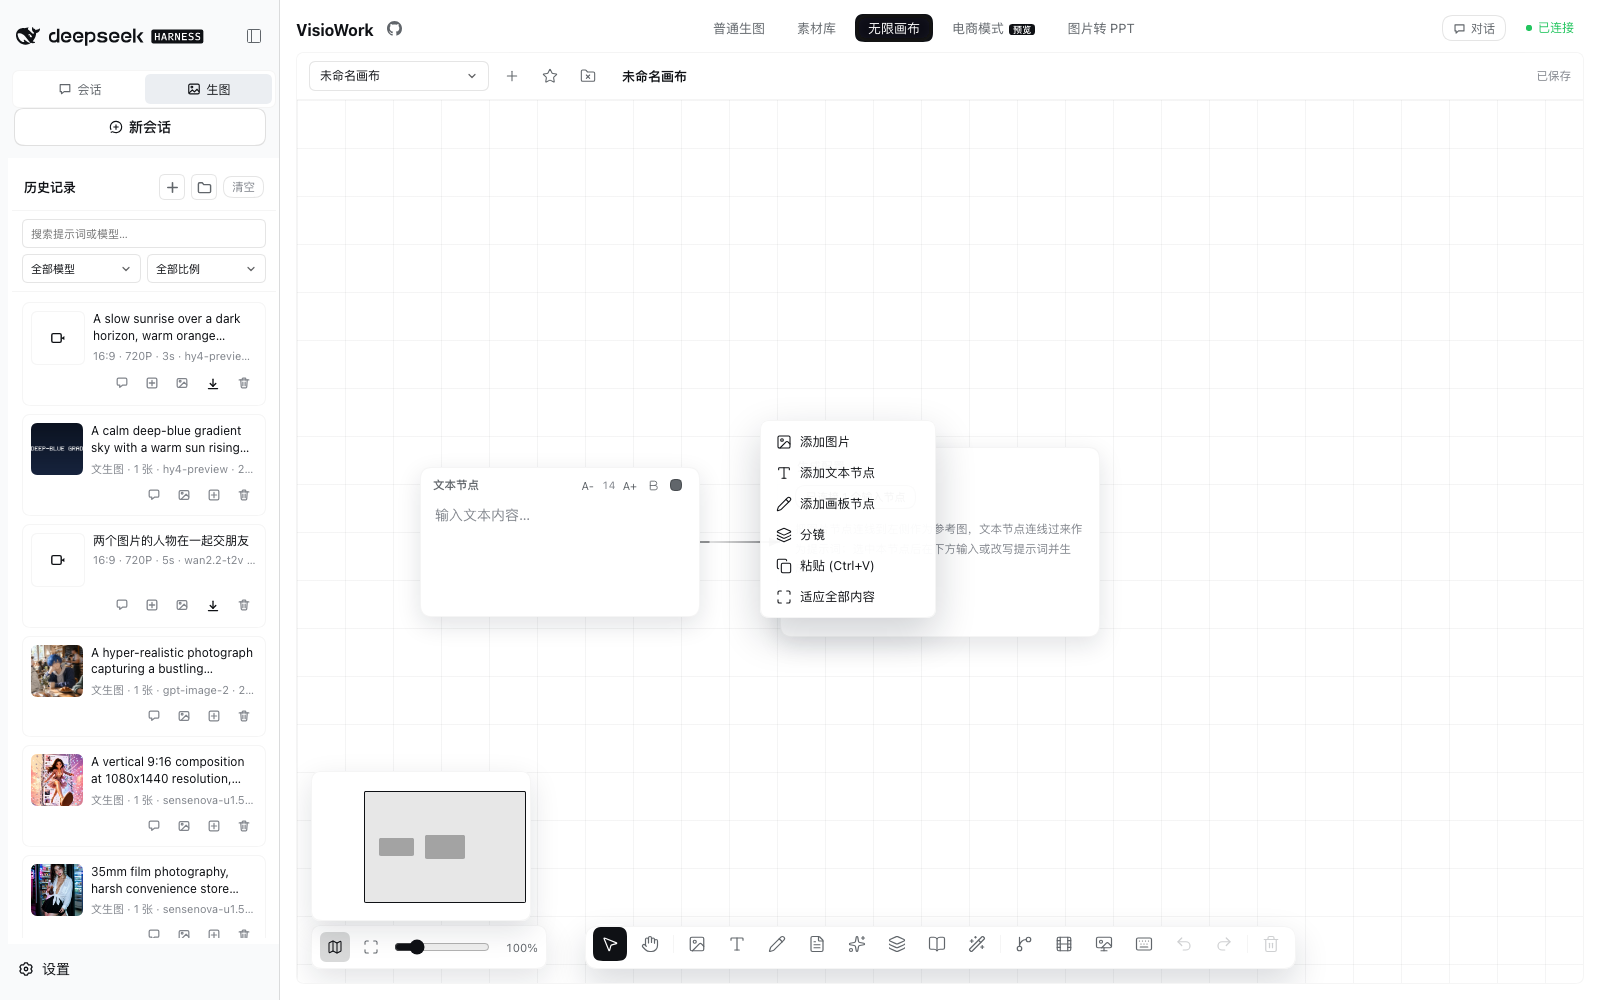 deepseek HARNESS
会话
生图
新会话
历史记录
清空
搜索提示词或模型...
全部模型
全部比例
A slow sunrise over a dark
horizon, warm orange...
16:9 · 720P · 3s · hy4-previe...
A calm deep-blue gradient
sky with a warm sun rising...
文生图 · 1 张 · hy4-preview · 2...
DEEP-BLUE GRAD
两个图片的人物在一起交朋友
16:9 · 720P · 5s · wan2.2-t2v ...
A hyper-realistic photograph
capturing a bustling...
文生图 · 1 张 · gpt-image-2 · 2...
A vertical 9:16 composition
at 1080x1440 resolution,...
文生图 · 1 张 · sensenova-u1.5...
35mm film photography,
harsh convenience store...
文生图 · 1 张 · sensenova-u1.5...
设置
VisioWork
普通生图
素材库
无限画布
电商模式 预览
图片转 PPT
对话
已连接
未命名画布
未命名画布
已保存
文本节点
A- 14 A+ B
输入文本内容...
添加图片
添加文本节点
添加画板节点
分镜
粘贴 (Ctrl+V)
适应全部内容
参考图，文本节点连线过来作
下方输入或改写提示词并生
100%